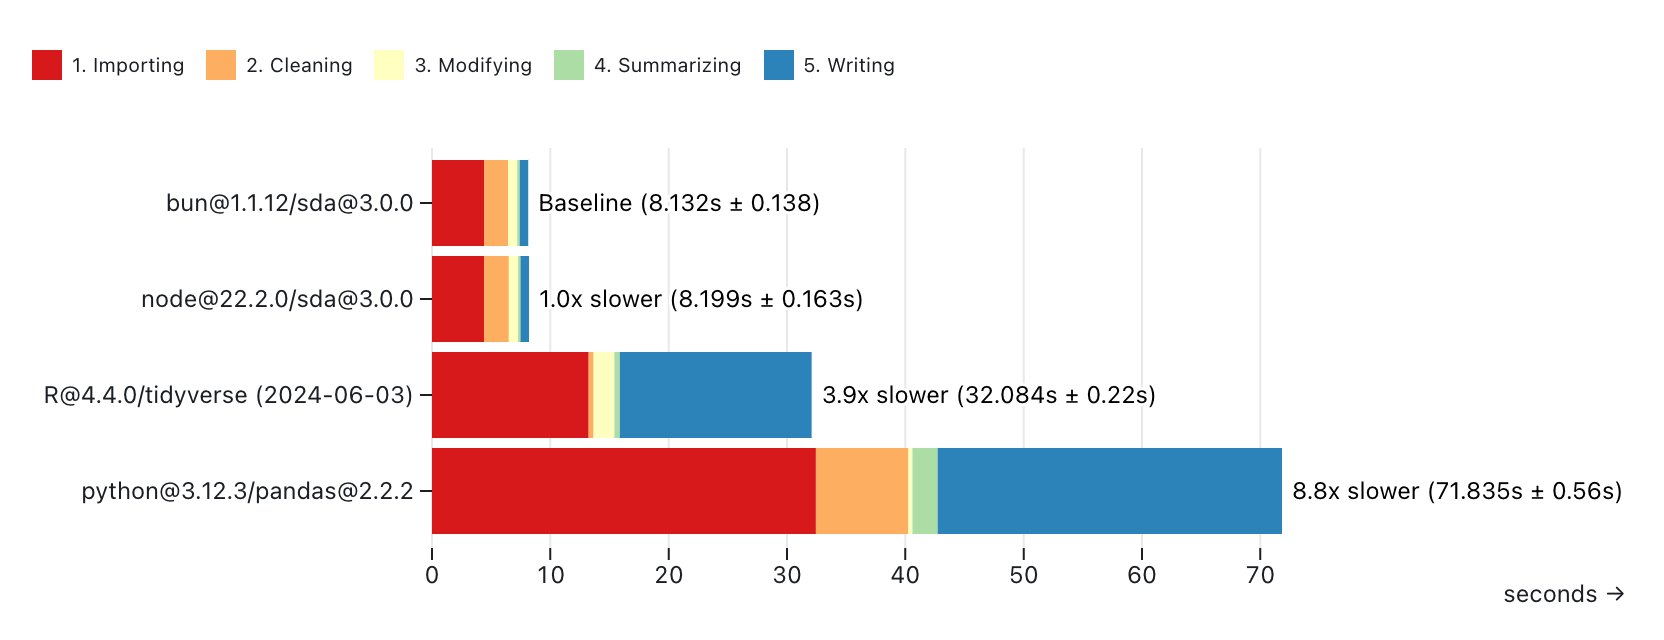 1. Importing 2. Cleaning 3. Modifying 4. Summarizing 5. Writing
bun@1.1.12/sda@3.0.0 Baseline (8.132s ± 0.138)
node@22.2.0/sda@3.0.0 1.0x slower (8.199s ± 0.163s)
R@4.4.0/tidyverse (2024-06-03) 3.9x slower (32.084s ± 0.22s)
python@3.12.3/pandas@2.2.2 8.8x slower (71.835s ± 0.56s)
0 10 20 30 40 50 60 70
seconds →